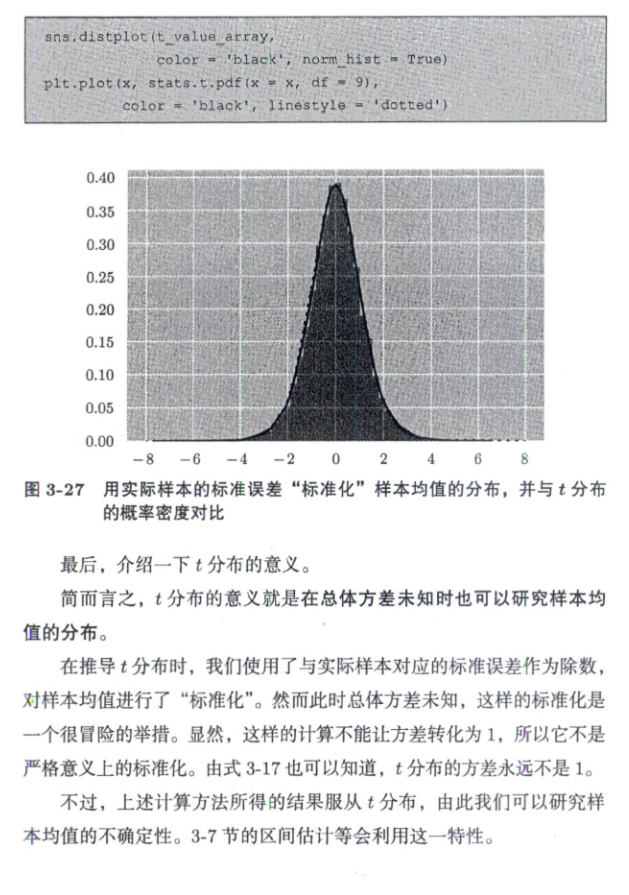 sns.distplot(t_value_array,
color = 'black', norm_hist = True)
plt.plot(x, stats.t.pdf(x = x, df = 9),
color = 'black', linestyle = 'dotted')
0.40
0.35
0.30
0.25
0.20
0.15
0.10
0.05
0.00
−8 −6 −4 −2 0 2 4 6 8
图 3-27 用实际样本的标准误差“标准化”样本均值的分布，并与 t 分布
的概率密度对比
最后，介绍一下 t 分布的意义。
简而言之，t 分布的意义就是在总体方差未知时也可以研究样本均
值的分布。
在推导 t 分布时，我们使用了与实际样本对应的标准误差作为除数，
对样本均值进行了“标准化”。然而此时总体方差未知，这样的标准化是
一个很冒险的举措。显然，这样的计算不能让方差转化为 1，所以它不是
严格意义上的标准化。由式 3-17 也可以知道，t 分布的方差永远不是 1。
不过，上述计算方法所得的结果服从 t 分布，由此我们可以研究样
本均值的不确定性。3-7 节的区间估计等会利用这一特性。